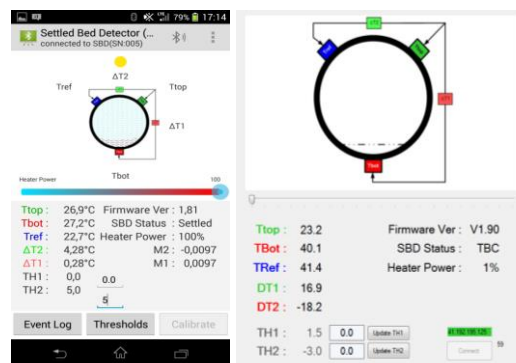 79% 17:14
Settled Bed Detector (...
connected to SBD(SN:005)
ΔT2
Tref
Ttop
ΔT1
Tbot
Heater Power
100
Ttop : 26,9°C Firmware Ver : 1,81
Tbot : 27,2°C SBD Status : Settled
Tref : 22,7°C Heater Power : 100%
ΔT2 : 4,28°C M2 : -0,0097
ΔT1 : 0,28°C M1 : 0,0097
TH1 : 0,0 0.0
TH2 : 5,0 5
Event Log Thresholds Calibrate
DT2
Tref
Ttop
DT1
Tbot
Ttop : 23.2 Firmware Ver : V1.90
TBot : 40.1 SBD Status : TBC
TRef : 41.4 Heater Power : 1%
DT1 : 16.9
DT2 : -18.2
TH1 : 1.5 0.0 Update TH1
TH2 : -3.0 0.0 Update TH2 Connect 59